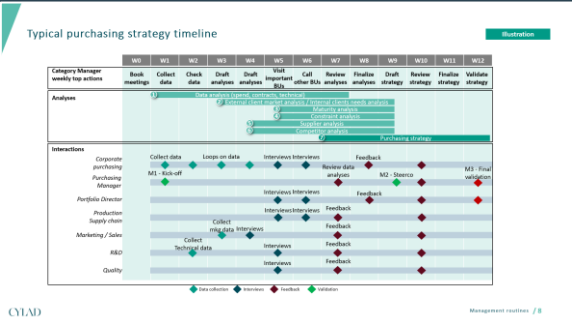 Typical purchasing strategy timeline
Illustration
W0 W1 W2 W3 W4 W5 W6 W7 W8 W9 W10 W11 W12
Category Manager
weekly top actions
Book
meetings
Collect
data
Check
data
Draft
analyses
Draft
analyses
Visit
important
BUs
Call
other BUs
Review
analyses
Finalize
analyses
Draft
strategy
Review
strategy
Finalize
strategy
Validate
strategy
Analyses
Data analysis (spend, contracts, technical)
External client market analysis / Internal clients needs analysis
Maturity analysis
Constraint analysis
Supplier analysis
Competitor analysis
Purchasing strategy
Interactions
Corporate
purchasing
Collect data
Loops on data
Interviews Interviews
Feedback
Purchasing
Manager
M1 - Kick-off
Review data
analyses
M2 - Steerco
M3 - Final
validation
Portfolio Director
Interviews Interviews
Feedback
Production
Supply chain
Interviews Interviews
Feedback
Marketing / Sales
Collect
mkg data
Interviews
Feedback
R&D
Collect
Technical data
Interviews
Feedback
Quality
Interviews
Feedback
Data collection
Interviews
Feedback
Validation
CYLAD
Management routines / 8